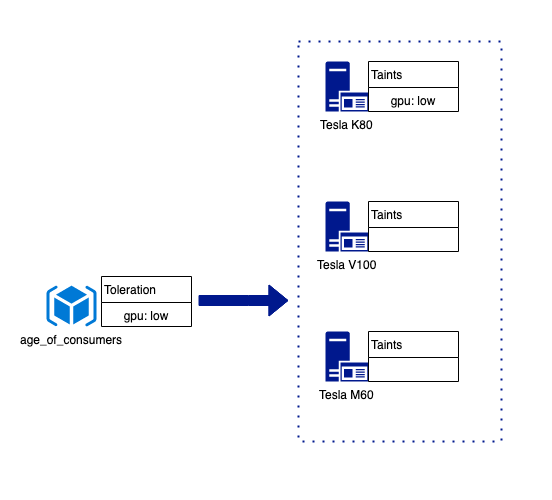 Taints
gpu: low
Tesla K80
Taints
Tesla V100
Toleration
gpu: low
age_of_consumers
Taints
Tesla M60